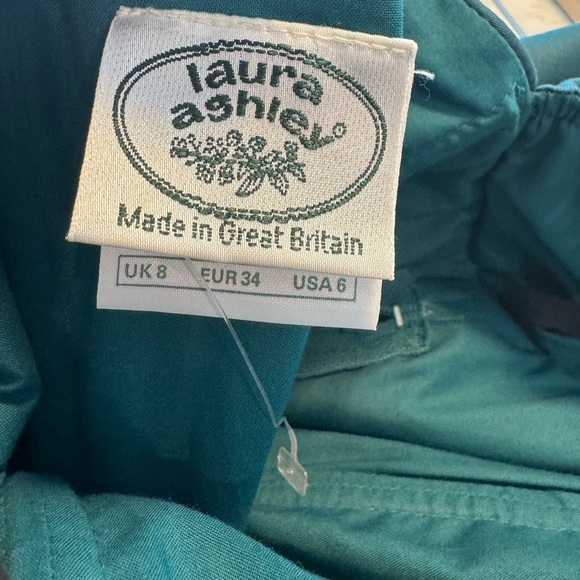 laura
ashley®
Made in Great Britain
UK 8 EUR 34 USA 6